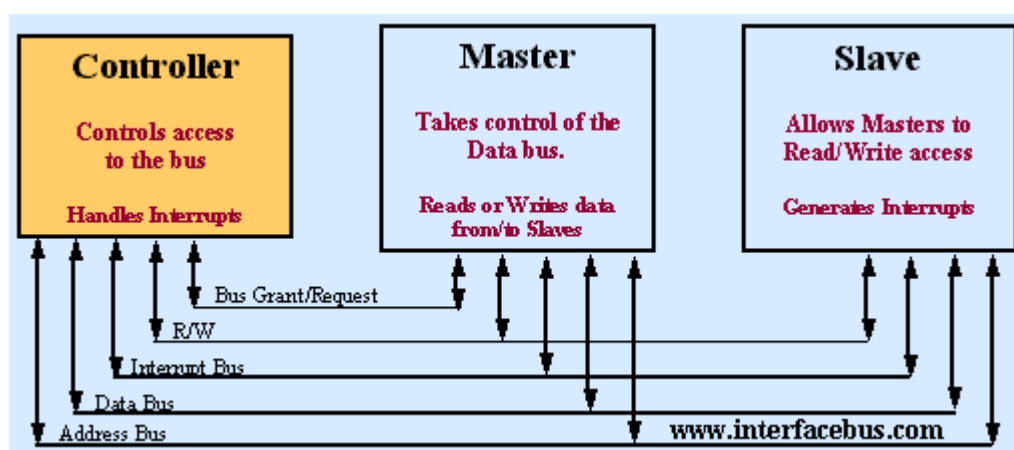 Controller
Controls access
to the bus
Handles Interrupts
Master
Takes control of the
Data bus.
Reads or Writes data
from/to Slaves
Slave
Allows Masters to
Read/Write access
Generates Interrupts
Bus Grant/Request
R/W
Interrupt Bus
Data Bus
Address Bus
www.interfacebus.com